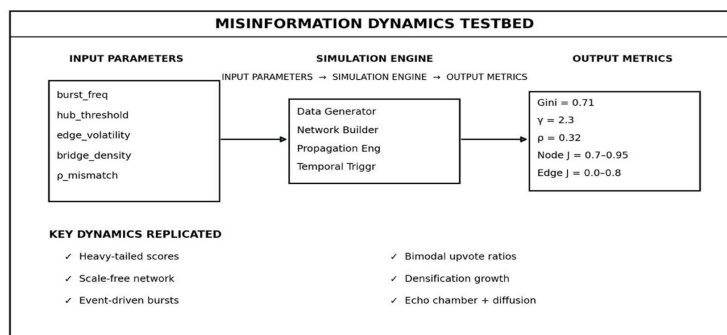 MISINFORMATION DYNAMICS TESTBED
INPUT PARAMETERS
SIMULATION ENGINE
OUTPUT METRICS
INPUT PARAMETERS → SIMULATION ENGINE → OUTPUT METRICS
burst_freq
hub_threshold
edge_volatility
bridge_density
ρ_mismatch
Data Generator
Network Builder
Propagation Eng
Temporal Triggr
Gini = 0.71
γ = 2.3
ρ = 0.32
Node J = 0.7–0.95
Edge J = 0.0–0.8
KEY DYNAMICS REPLICATED
✓ Heavy-tailed scores
✓ Scale-free network
✓ Event-driven bursts
✓ Bimodal upvote ratios
✓ Densification growth
✓ Echo chamber + diffusion